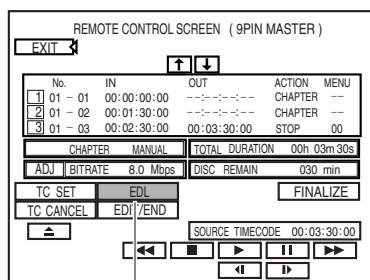 REMOTE CONTROL SCREEN ( 9PIN MASTER )
EXIT
No. IN OUT ACTION MENU
1 01 - 01 00:00:00:00 --:--:--:-- CHAPTER --
2 01 - 02 00:01:30:00 --:--:--:-- CHAPTER --
3 01 - 03 00:02:30:00 00:03:30:00 STOP 00
CHAPTER MANUAL TOTAL DURATION 00h 03m 30s
ADJ BITRATE 8.0 Mbps DISC REMAIN 030 min
TC SET EDL FINALIZE
TC CANCEL EDIT/END
SOURCE TIMECODE 00:03:30:00